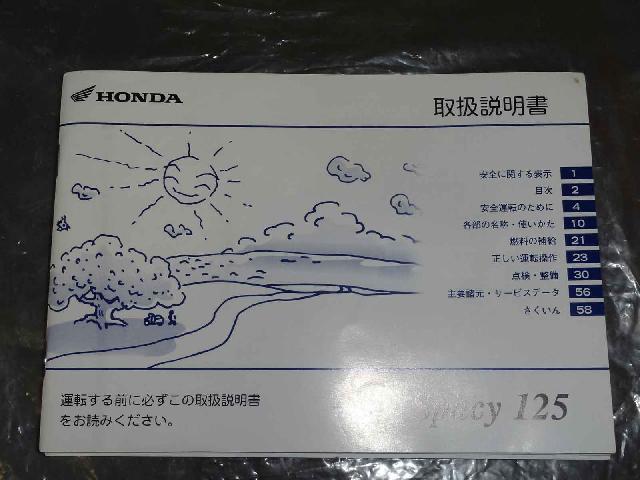 HONDA
取扱説明書
安全に関する表示 1
目次 2
安全運転のために 4
各部の名称・使いかた 10
燃料の補給 21
正しい運転操作 23
点検・整備 30
主要諸元・サービスデータ 56
さくいん 58
運転する前に必ずこの取扱説明書
をお読みください。
Spacy 125